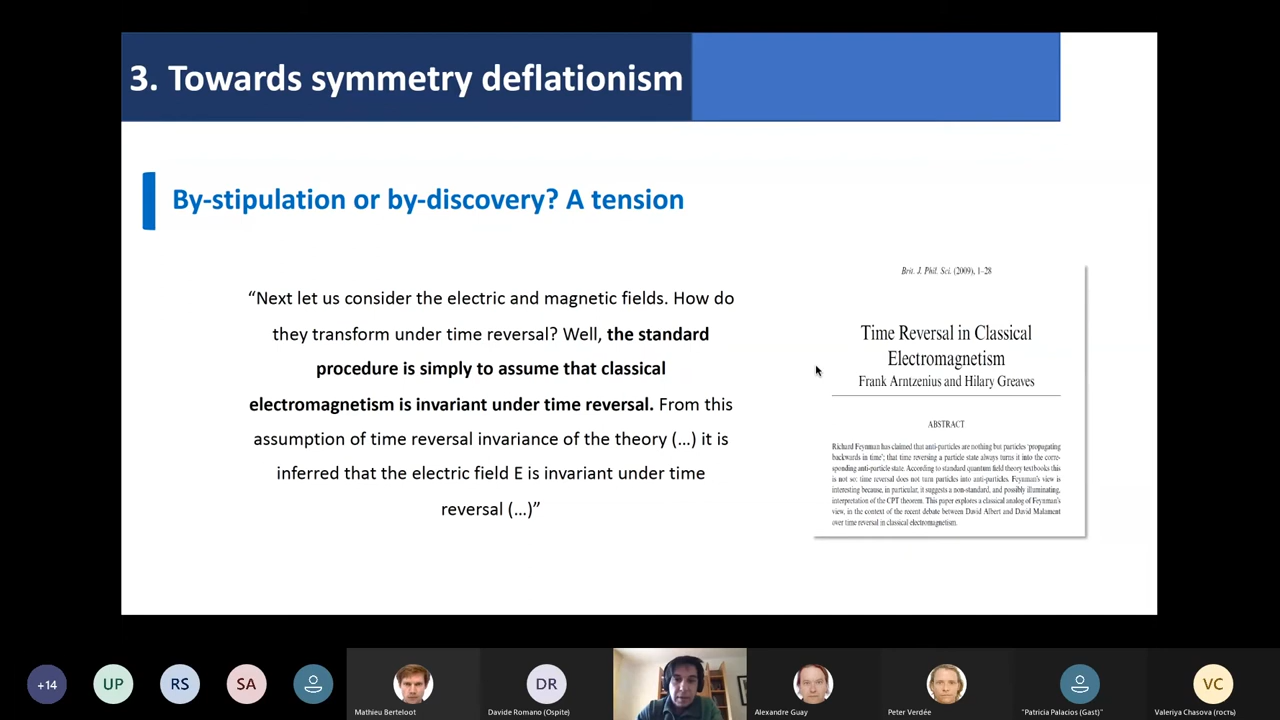 3. Towards symmetry deflationism
By-stipulation or by-discovery? A tension
“Next let us consider the electric and magnetic fields. How do
they transform under time reversal? Well, the standard
procedure is simply to assume that classical
electromagnetism is invariant under time reversal. From this
assumption of time reversal invariance of the theory (...) it is
inferred that the electric field E is invariant under time
reversal (...)”
Brit. J. Phil. Sci. (2009), 1–28
Time Reversal in Classical
Electromagnetism
Frank Arntzenius and Hilary Greaves
ABSTRACT
Richard Feynman has claimed that anti-particles are nothing but particles ‘propagating
backwards in time’; that time reversing a particle state always turns it into the corre-
sponding anti-particle state. According to standard quantum field theory textbooks this
is not so: time reversal does not turn particles into anti-particles. Feynman’s view is
interesting because, in particular, it suggests a non-standard, and possibly illuminating,
interpretation of the CPT theorem. This paper explores a classical analog of Feynman’s
view, in the context of the recent debate between David Albert and David Malament
over time reversal in classical electromagnetism.
+14
UP
RS
SA
Mathieu Berteloot
DR
Davide Romano (Ospite)
Alexandre Guay
Peter Verdée
"Patricia Palacios (Gast)"
VC
Valeriya Chasova (гость)